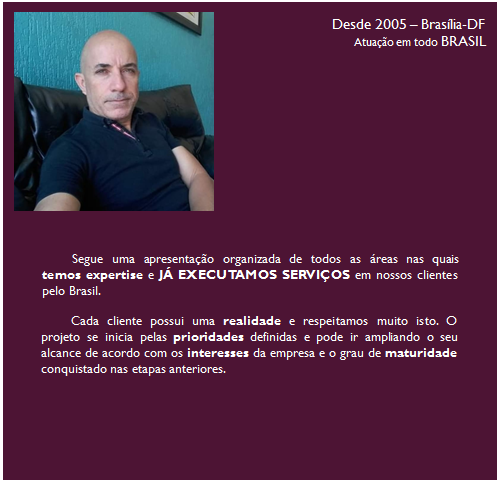 Desde 2005 – Brasília-DF
Atuação em todo BRASIL
Segue uma apresentação organizada de todos as áreas nas quais
temos expertise e JÁ EXECUTAMOS SERVIÇOS em nossos clientes
pelo Brasil.
Cada cliente possui uma realidade e respeitamos muito isto. O
projeto se inicia pelas prioridades definidas e pode ir ampliando o seu
alcance de acordo com os interesses da empresa e o grau de maturidade
conquistado nas etapas anteriores.